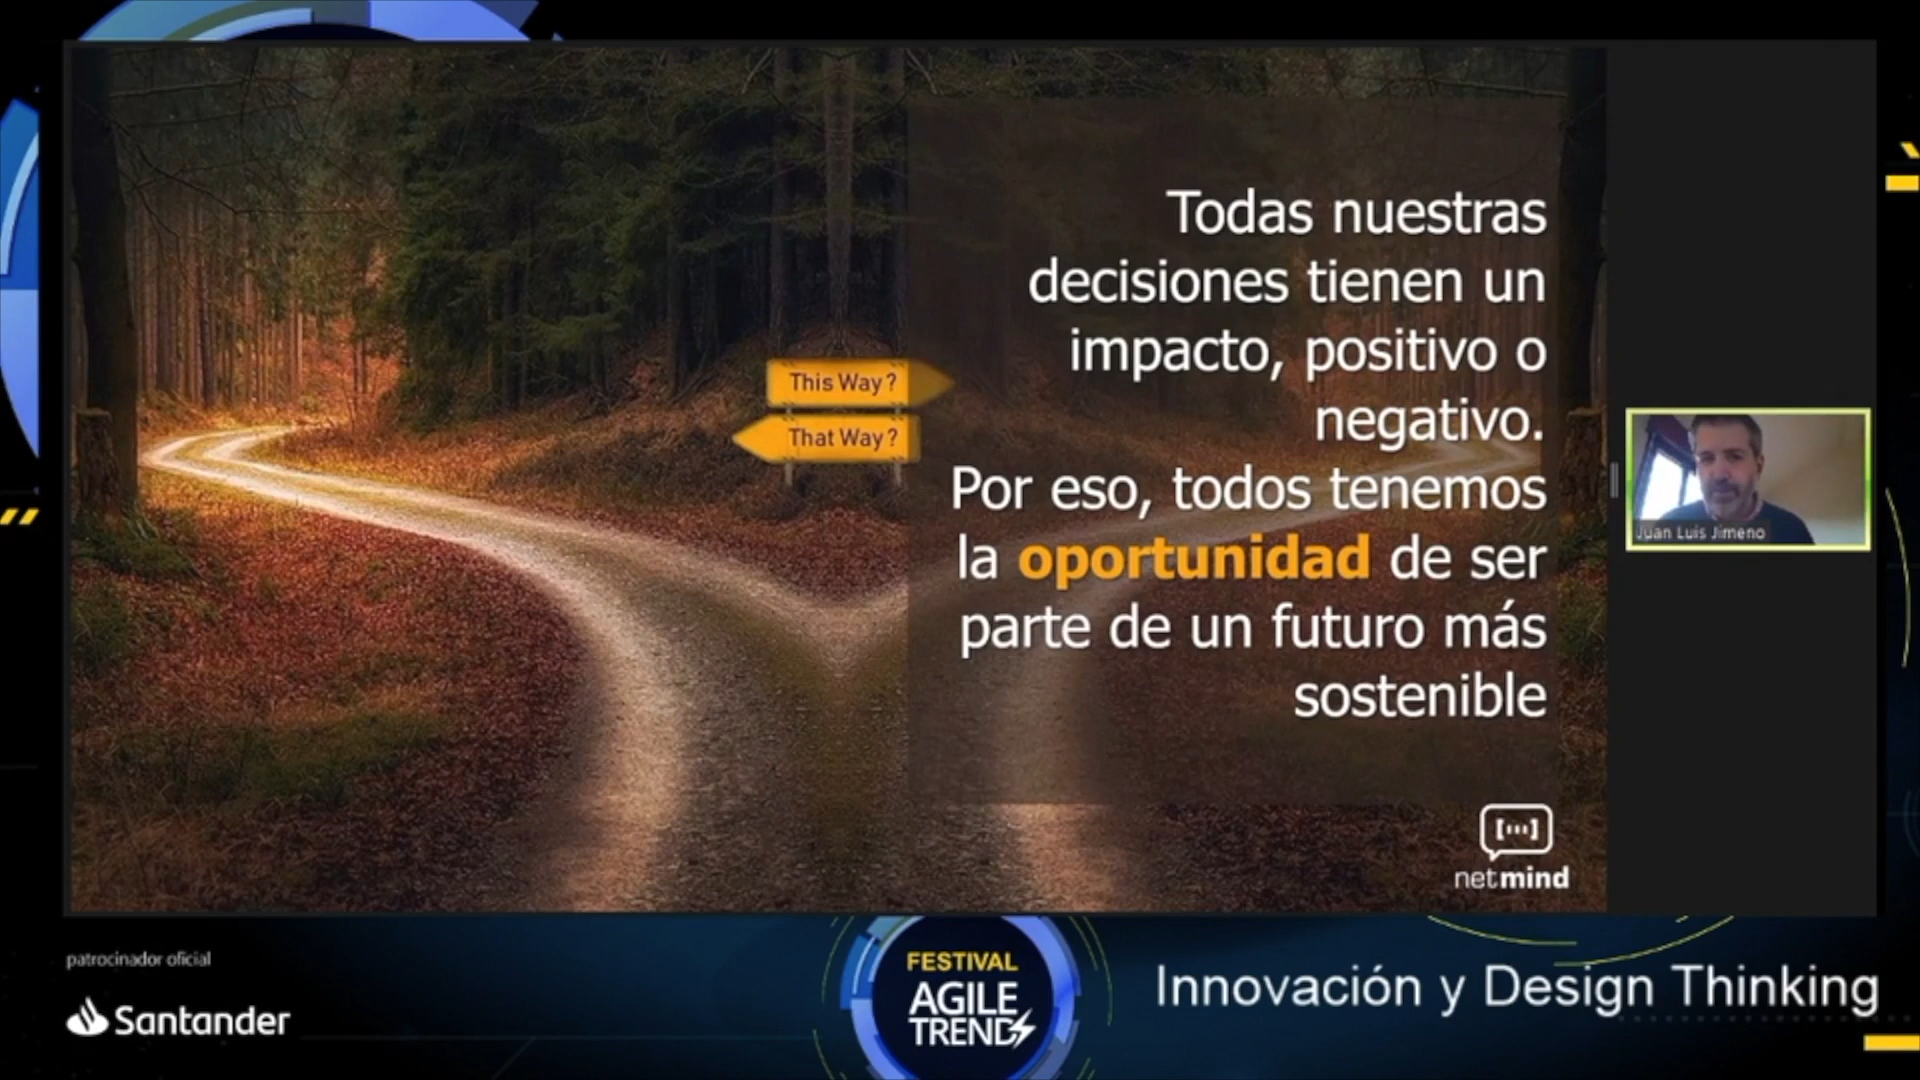 This Way?
That Way?
Todas nuestras
decisiones tienen un
impacto, positivo o
negativo.
Por eso, todos tenemos
la oportunidad de ser
parte de un futuro más
sostenible
netmind
Juan Luis Jimeno
patrocinador oficial
Santander
FESTIVAL
AGILE
TRENDS
Innovación y Design Thinking